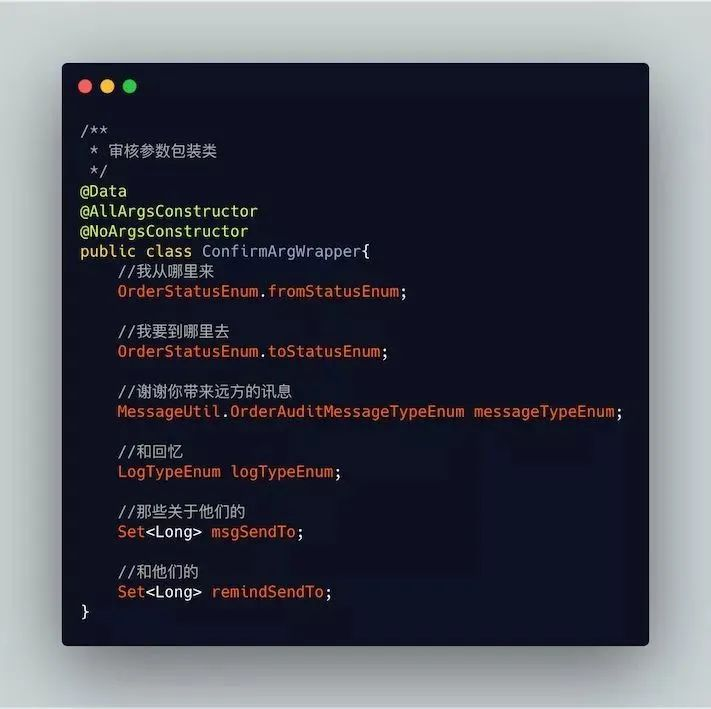 /**
 * 审核参数包装类
 */
@Data
@AllArgsConstructor
@NoArgsConstructor
public class ConfirmArgWrapper{
    //我从哪里来
    OrderStatusEnum.fromStatusEnum;
    //我要到哪里去
    OrderStatusEnum.toStatusEnum;
    //谢谢你带来远方的讯息
    MessageUtil.OrderAuditMessageTypeEnum messageTypeEnum;
    //和回忆
    LogTypeEnum logTypeEnum;
    //那些关于他们的
    Set<Long> msgSendTo;
    //和他们的
    Set<Long> remindSendTo;
}